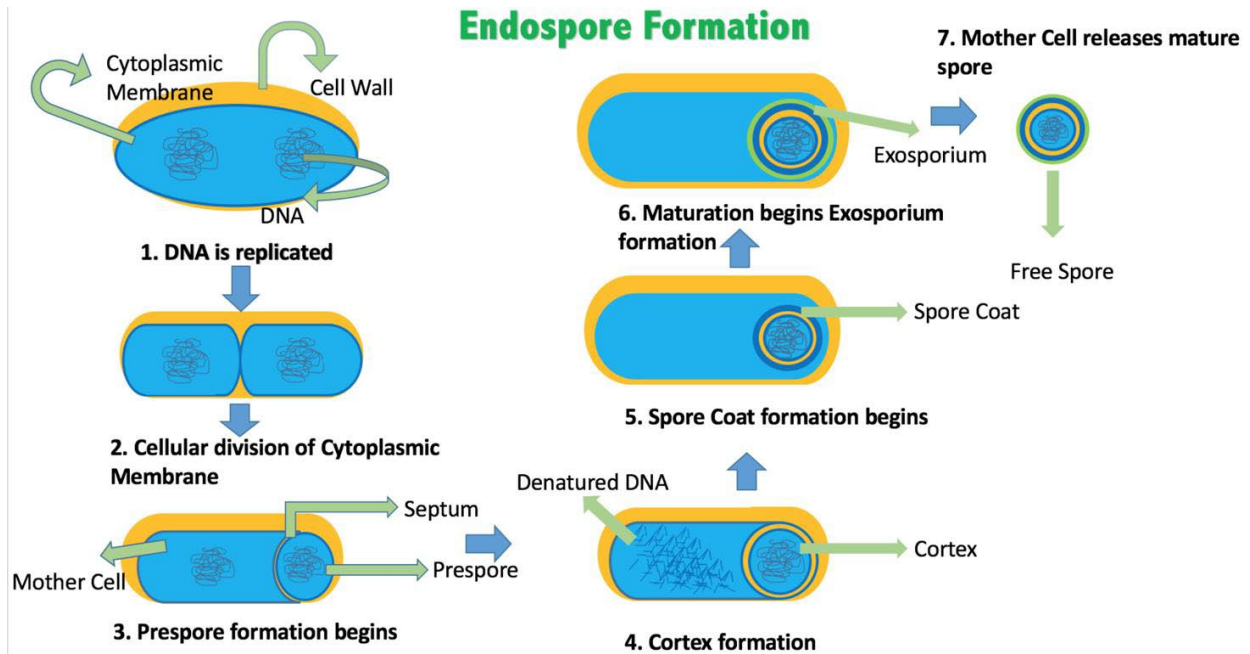 Endospore Formation
Cytoplasmic
Membrane
Cell Wall
DNA
1. DNA is replicated
2. Cellular division of Cytoplasmic
Membrane
Septum
Mother Cell
Prespore
3. Prespore formation begins
Denatured DNA
Cortex
4. Cortex formation
Spore Coat
5. Spore Coat formation begins
Exosporium
6. Maturation begins Exosporium
formation
7. Mother Cell releases mature
spore
Free Spore